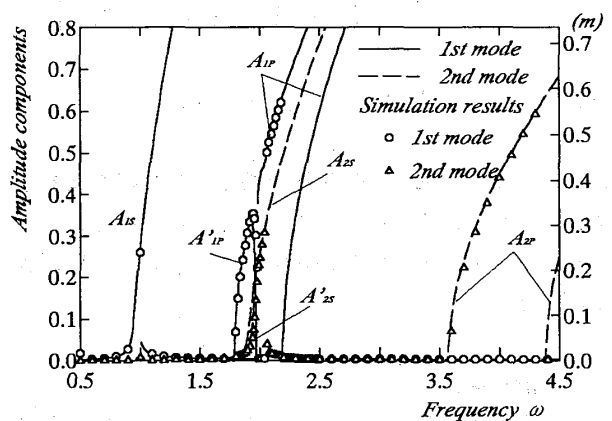 (m)
0.8
0.7
0.6
0.5
0.4
0.3
0.2
0.1
0.0
Amplitude components
A1P
1st mode
2nd mode
Simulation results
1st mode
2nd mode
A1S
A2S
A'1P
A'2S
A2P
0.7
0.6
0.5
0.4
0.3
0.2
0.1
0.0
0.5 1.5 2.5 3.5 4.5
Frequency ω